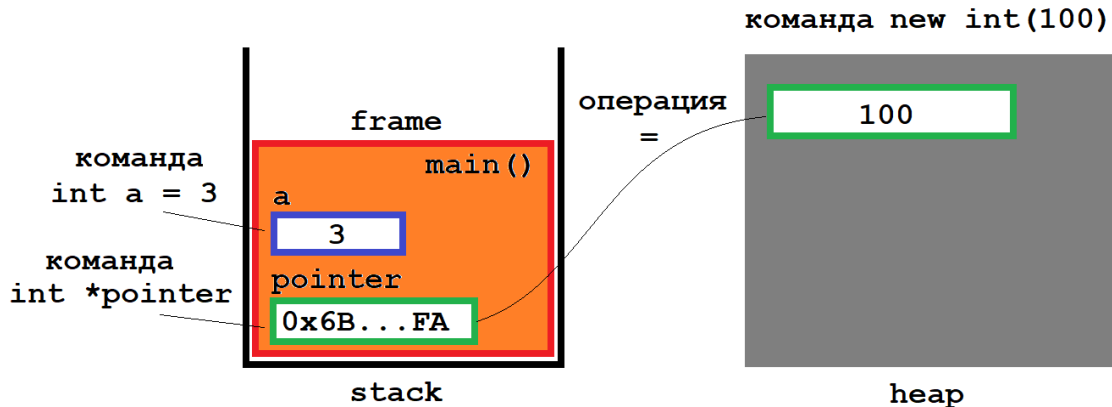 команда new int(100)
операция
=
100
frame
main()
команда
int a = 3
a
3
команда
int *pointer
pointer
0x6B...FA
stack
heap